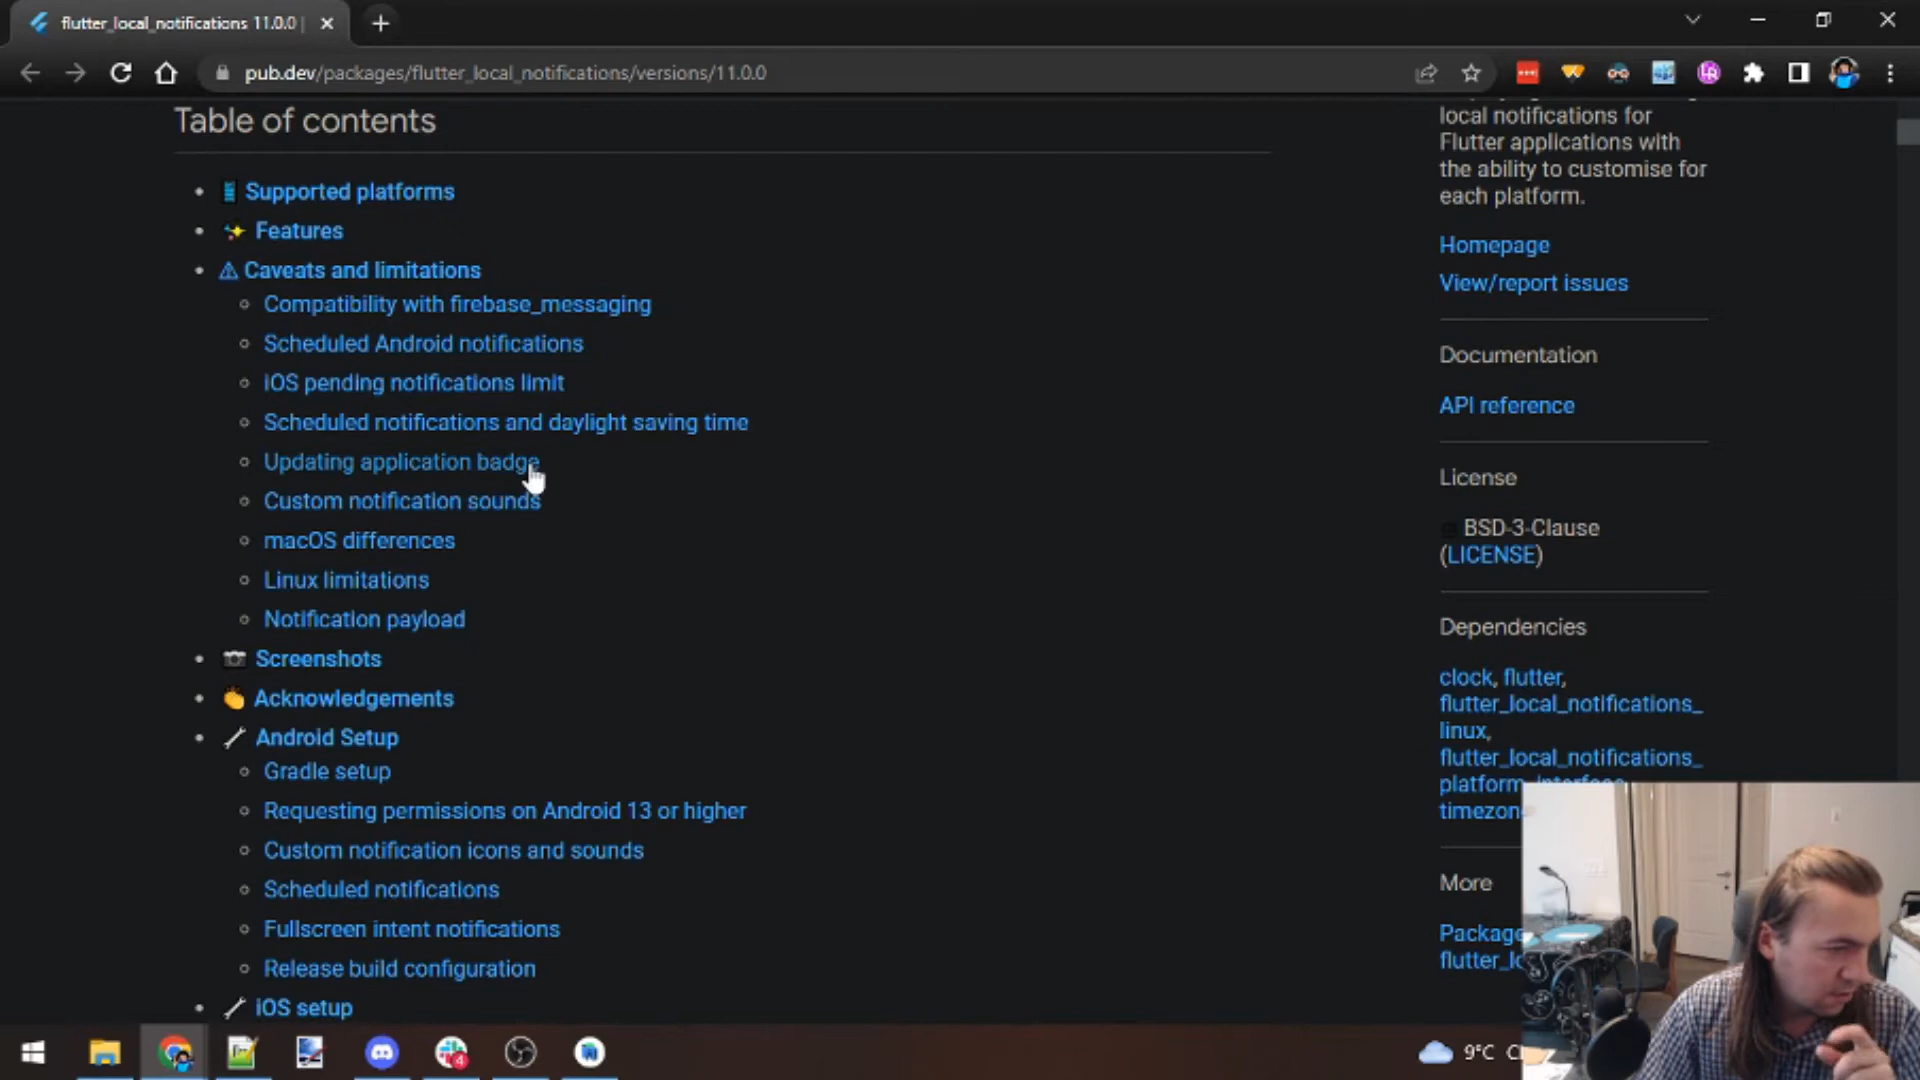 flutter_local_notifications 11.0.0 |
pub.dev/packages/flutter_local_notifications/versions/11.0.0
Table of contents
Supported platforms
Features
Caveats and limitations
Compatibility with firebase_messaging
Scheduled Android notifications
iOS pending notifications limit
Scheduled notifications and daylight saving time
Updating application badge
Custom notification sounds
macOS differences
Linux limitations
Notification payload
Screenshots
Acknowledgements
Android Setup
Gradle setup
Requesting permissions on Android 13 or higher
Custom notification icons and sounds
Scheduled notifications
Fullscreen intent notifications
Release build configuration
iOS setup
local notifications for
Flutter applications with
the ability to customise for
each platform.
Homepage
View/report issues
Documentation
API reference
License
BSD-3-Clause
(LICENSE)
Dependencies
clock, flutter,
flutter_local_notifications_
linux,
flutter_local_notifications_
platform_interface,
timezon
More
Package
flutter_lo
4
9°C